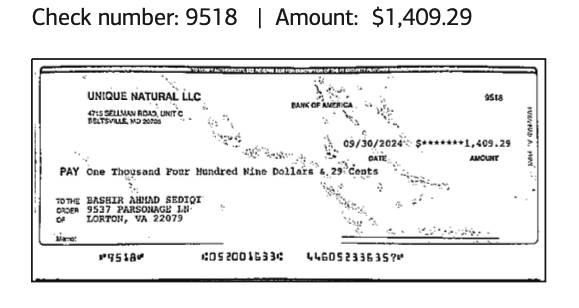 Check number: 9518 | Amount: $1,409.29
UNIQUE NATURAL LLC
4715 SELLMAN ROAD, UNIT C
BELTSVILLE, MD 20705
BANK OF AMERICA
9518
09/30/2024 $*******1,409.29
DATE AMOUNT
PAY One Thousand Four Hundred Nine Dollars & 29 Cents
TO THE ORDER OF
BASHIR AHMAD SEDIQI
9537 PARSONAGE LN
LORTON, VA 22079
Memo:
⑈9518⑈ ⑆052001633⑆ 446052336357⑈